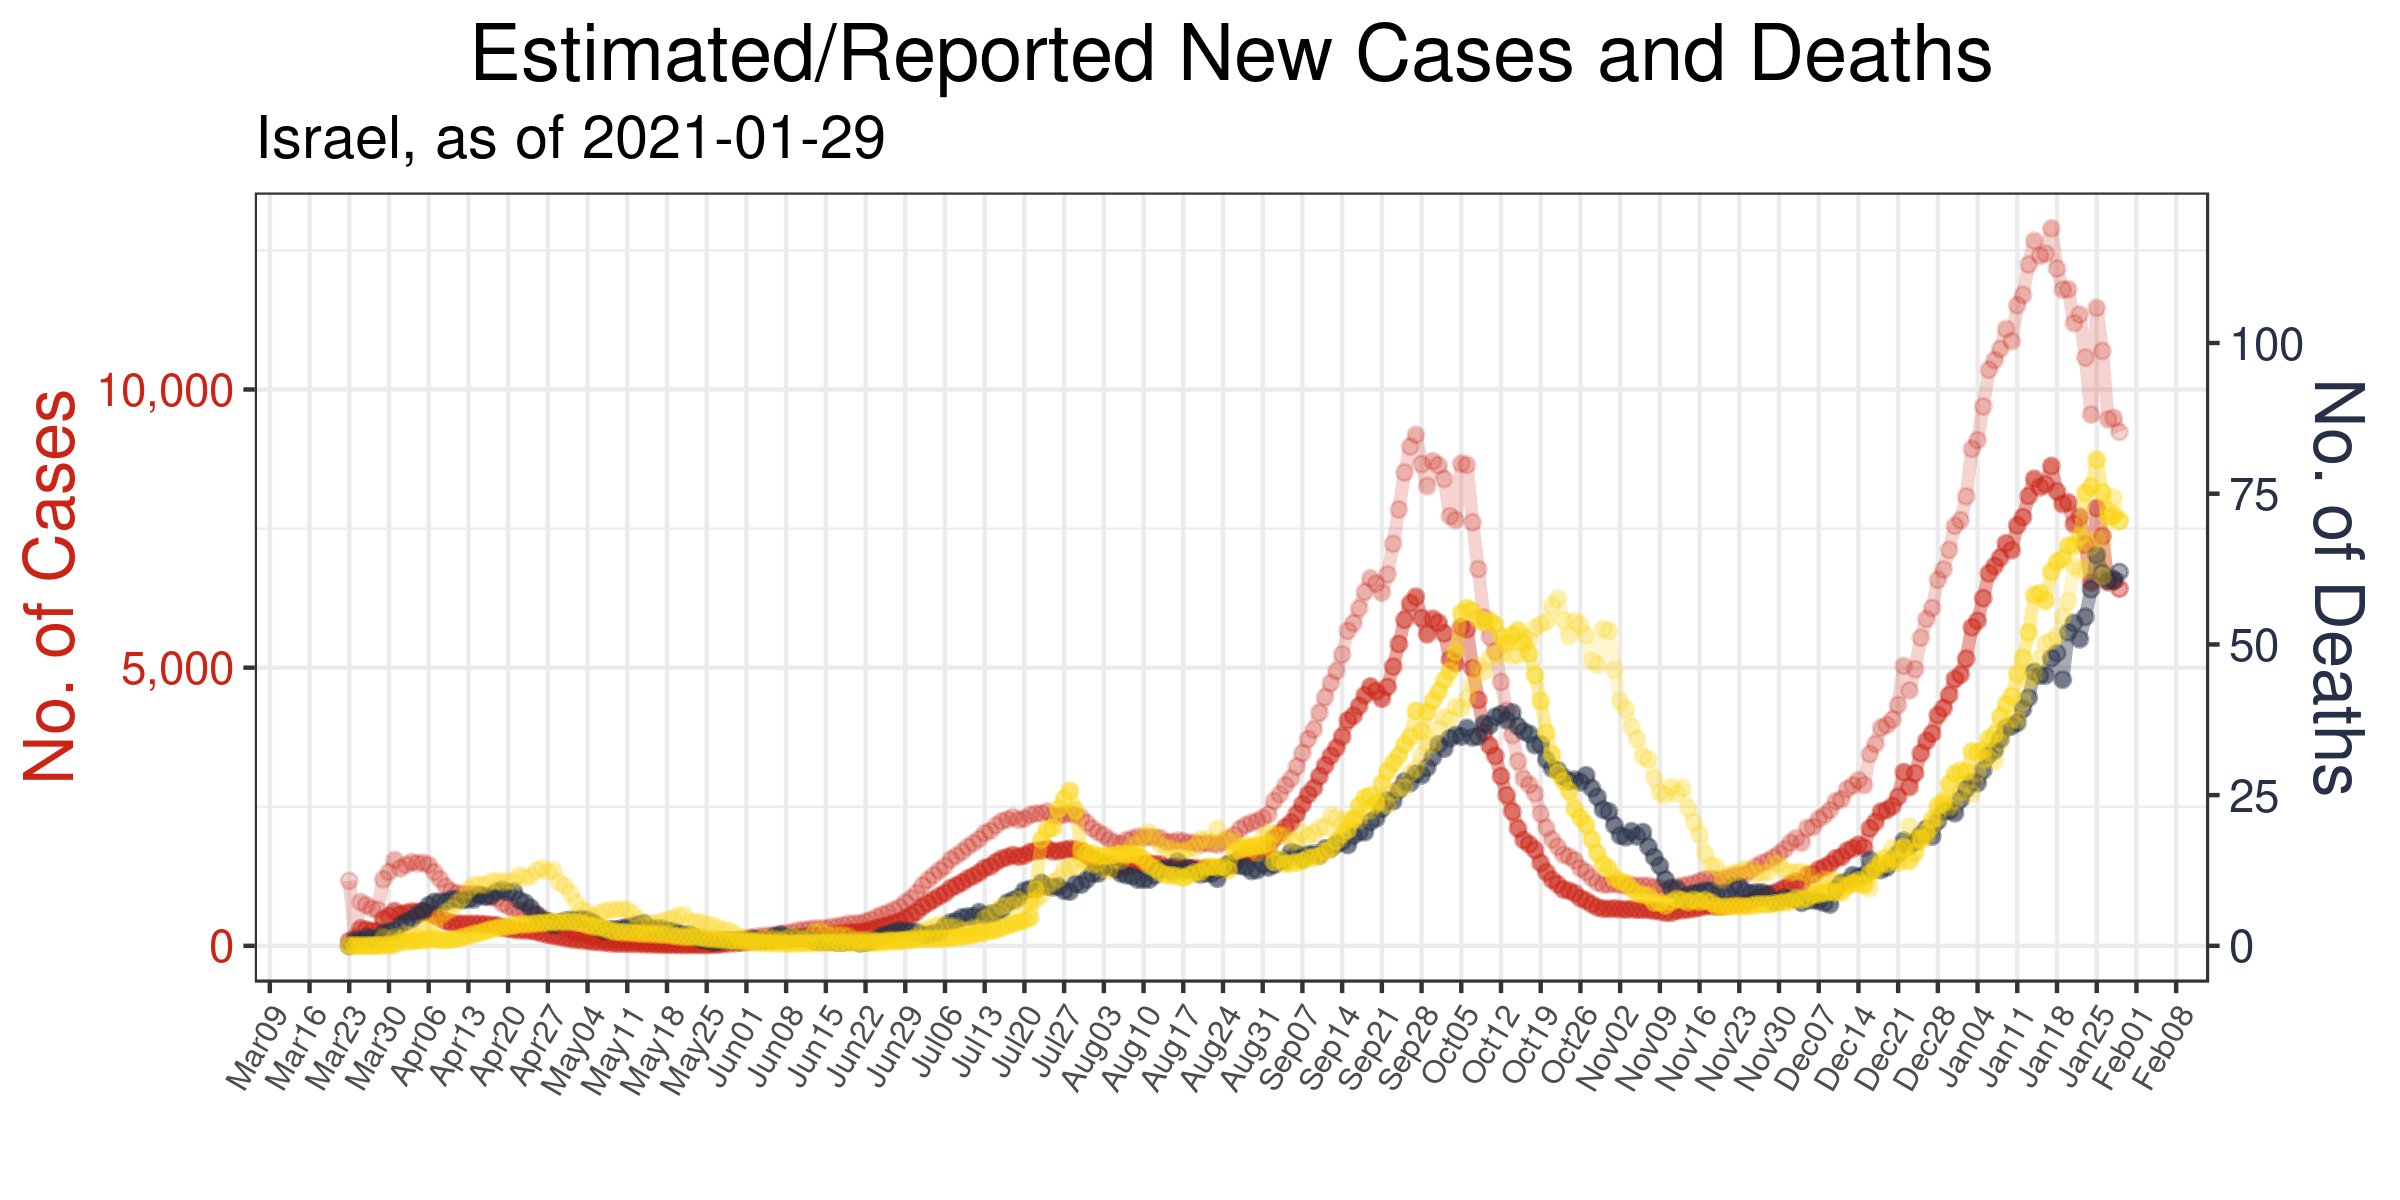 Estimated/Reported New Cases and Deaths
Israel, as of 2021-01-29
No. of Cases
10,000
5,000
0
100
75
50
25
0
No. of Deaths
Mar09 Mar16 Mar23 Mar30 Apr06 Apr13 Apr20 Apr27 May04 May11 May18 May25 Jun01 Jun08 Jun15 Jun22 Jun29 Jul06 Jul13 Jul20 Jul27 Aug03 Aug10 Aug17 Aug24 Aug31 Sep07 Sep14 Sep21 Sep28 Oct05 Oct12 Oct19 Oct26 Nov02 Nov09 Nov16 Nov23 Nov30 Dec07 Dec14 Dec21 Dec28 Dec04 Jan11 Jan18 Jan25 Feb01 Feb08